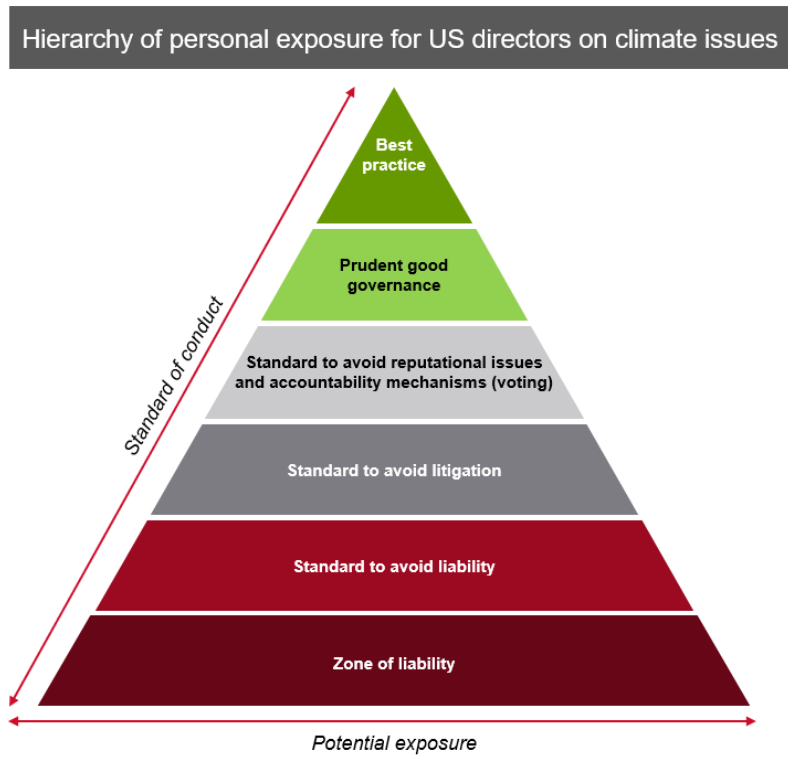 Hierarchy of personal exposure for US directors on climate issues
Best
practice
Prudent good
governance
Standard to avoid reputational issues
and accountability mechanisms (voting)
Standard to avoid litigation
Standard to avoid liability
Zone of liability
Standard of conduct
Potential exposure